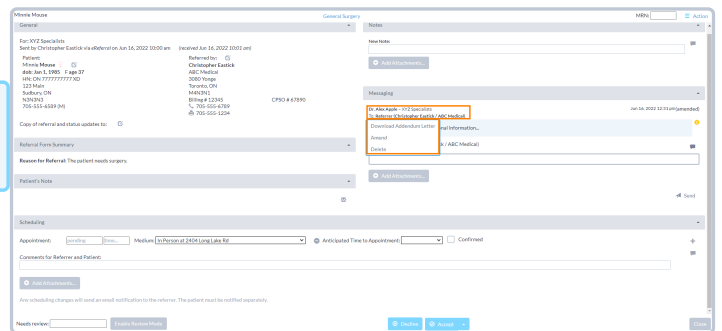 Minnie Mouse General Surgery MRN: Action
General
For: XYZ Specialists
Sent by Christopher Eastick via eReferral on Jun 16, 2022 10:00 am (received Jun 16, 2022 10:01 am)
Patient: Referred by:
Minnie Mouse Christopher Eastick
dob: Jan 1, 1985 F age 37 ABC Medical
HN: ON 7777777777 XD 3080 Yonge
123 Main Toronto, ON
Sudbury, ON M4N3N1
N3N3N3 Billing # 12345 CPSO # 67890
705-555-6589 (M) 705-555-6789
705-555-1234
Copy of referral and status updates to:
Referral Form Summary
Reason for Referral: The patient needs surgery.
Patient's Note
Notes
New Note:
Add Attachments...
Messaging
Dr. Alex Apple - XYZ Specialists Jun 16, 2022 12:31 pm (amended)
To: Referrer (Christopher Eastick / ABC Medical)
Download Addendum Letter
onal information...
Amend
k / ABC Medical)
Delete
Add Attachments...
Send
Scheduling
Appointment: pending time... Medium: In Person at 2404 Long Lake Rd Anticipated Time to Appointment: Confirmed
Comments for Referrer and Patient:
Add Attachments...
Any scheduling changes will send an email notification to the referrer. The patient must be notified separately.
Needs review: Enable Review Mode Decline Accept Close